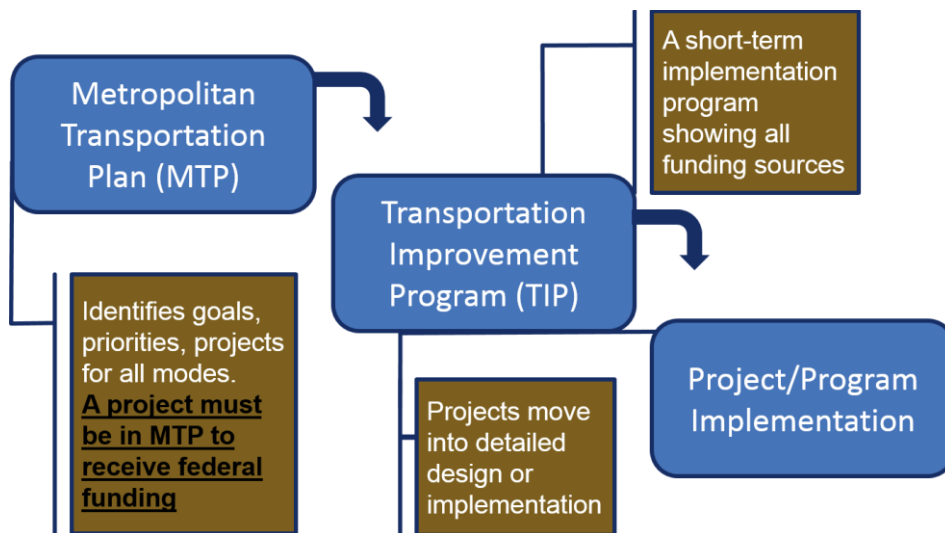 Metropolitan
Transportation
Plan (MTP)
Identifies goals,
priorities, projects
for all modes.
A project must
be in MTP to
receive federal
funding
Transportation
Improvement
Program (TIP)
A short-term
implementation
program
showing all
funding sources
Projects move
into detailed
design or
implementation
Project/Program
Implementation